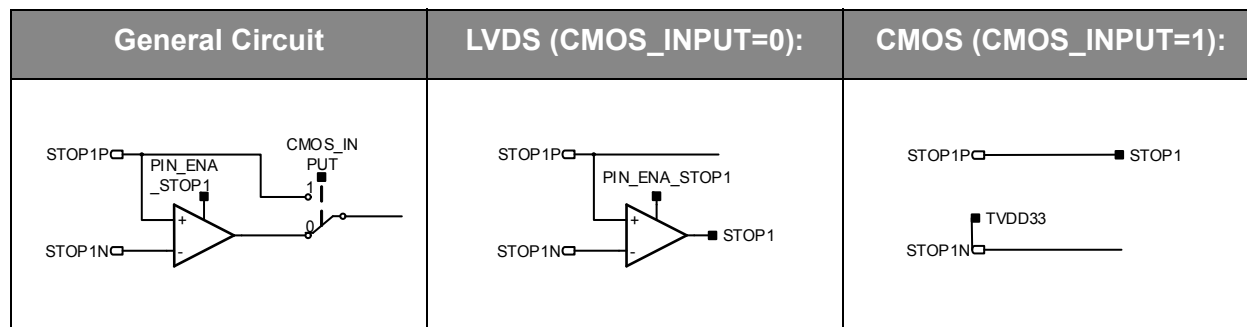 General Circuit
LVDS (CMOS_INPUT=0):
CMOS (CMOS_INPUT=1):
STOP1P
PIN_ENA
_STOP1
CMOS_IN
PUT
1
0
+
-
STOP1N
STOP1P
PIN_ENA_STOP1
+
-
STOP1
STOP1N
STOP1P
STOP1
TVDD33
STOP1N